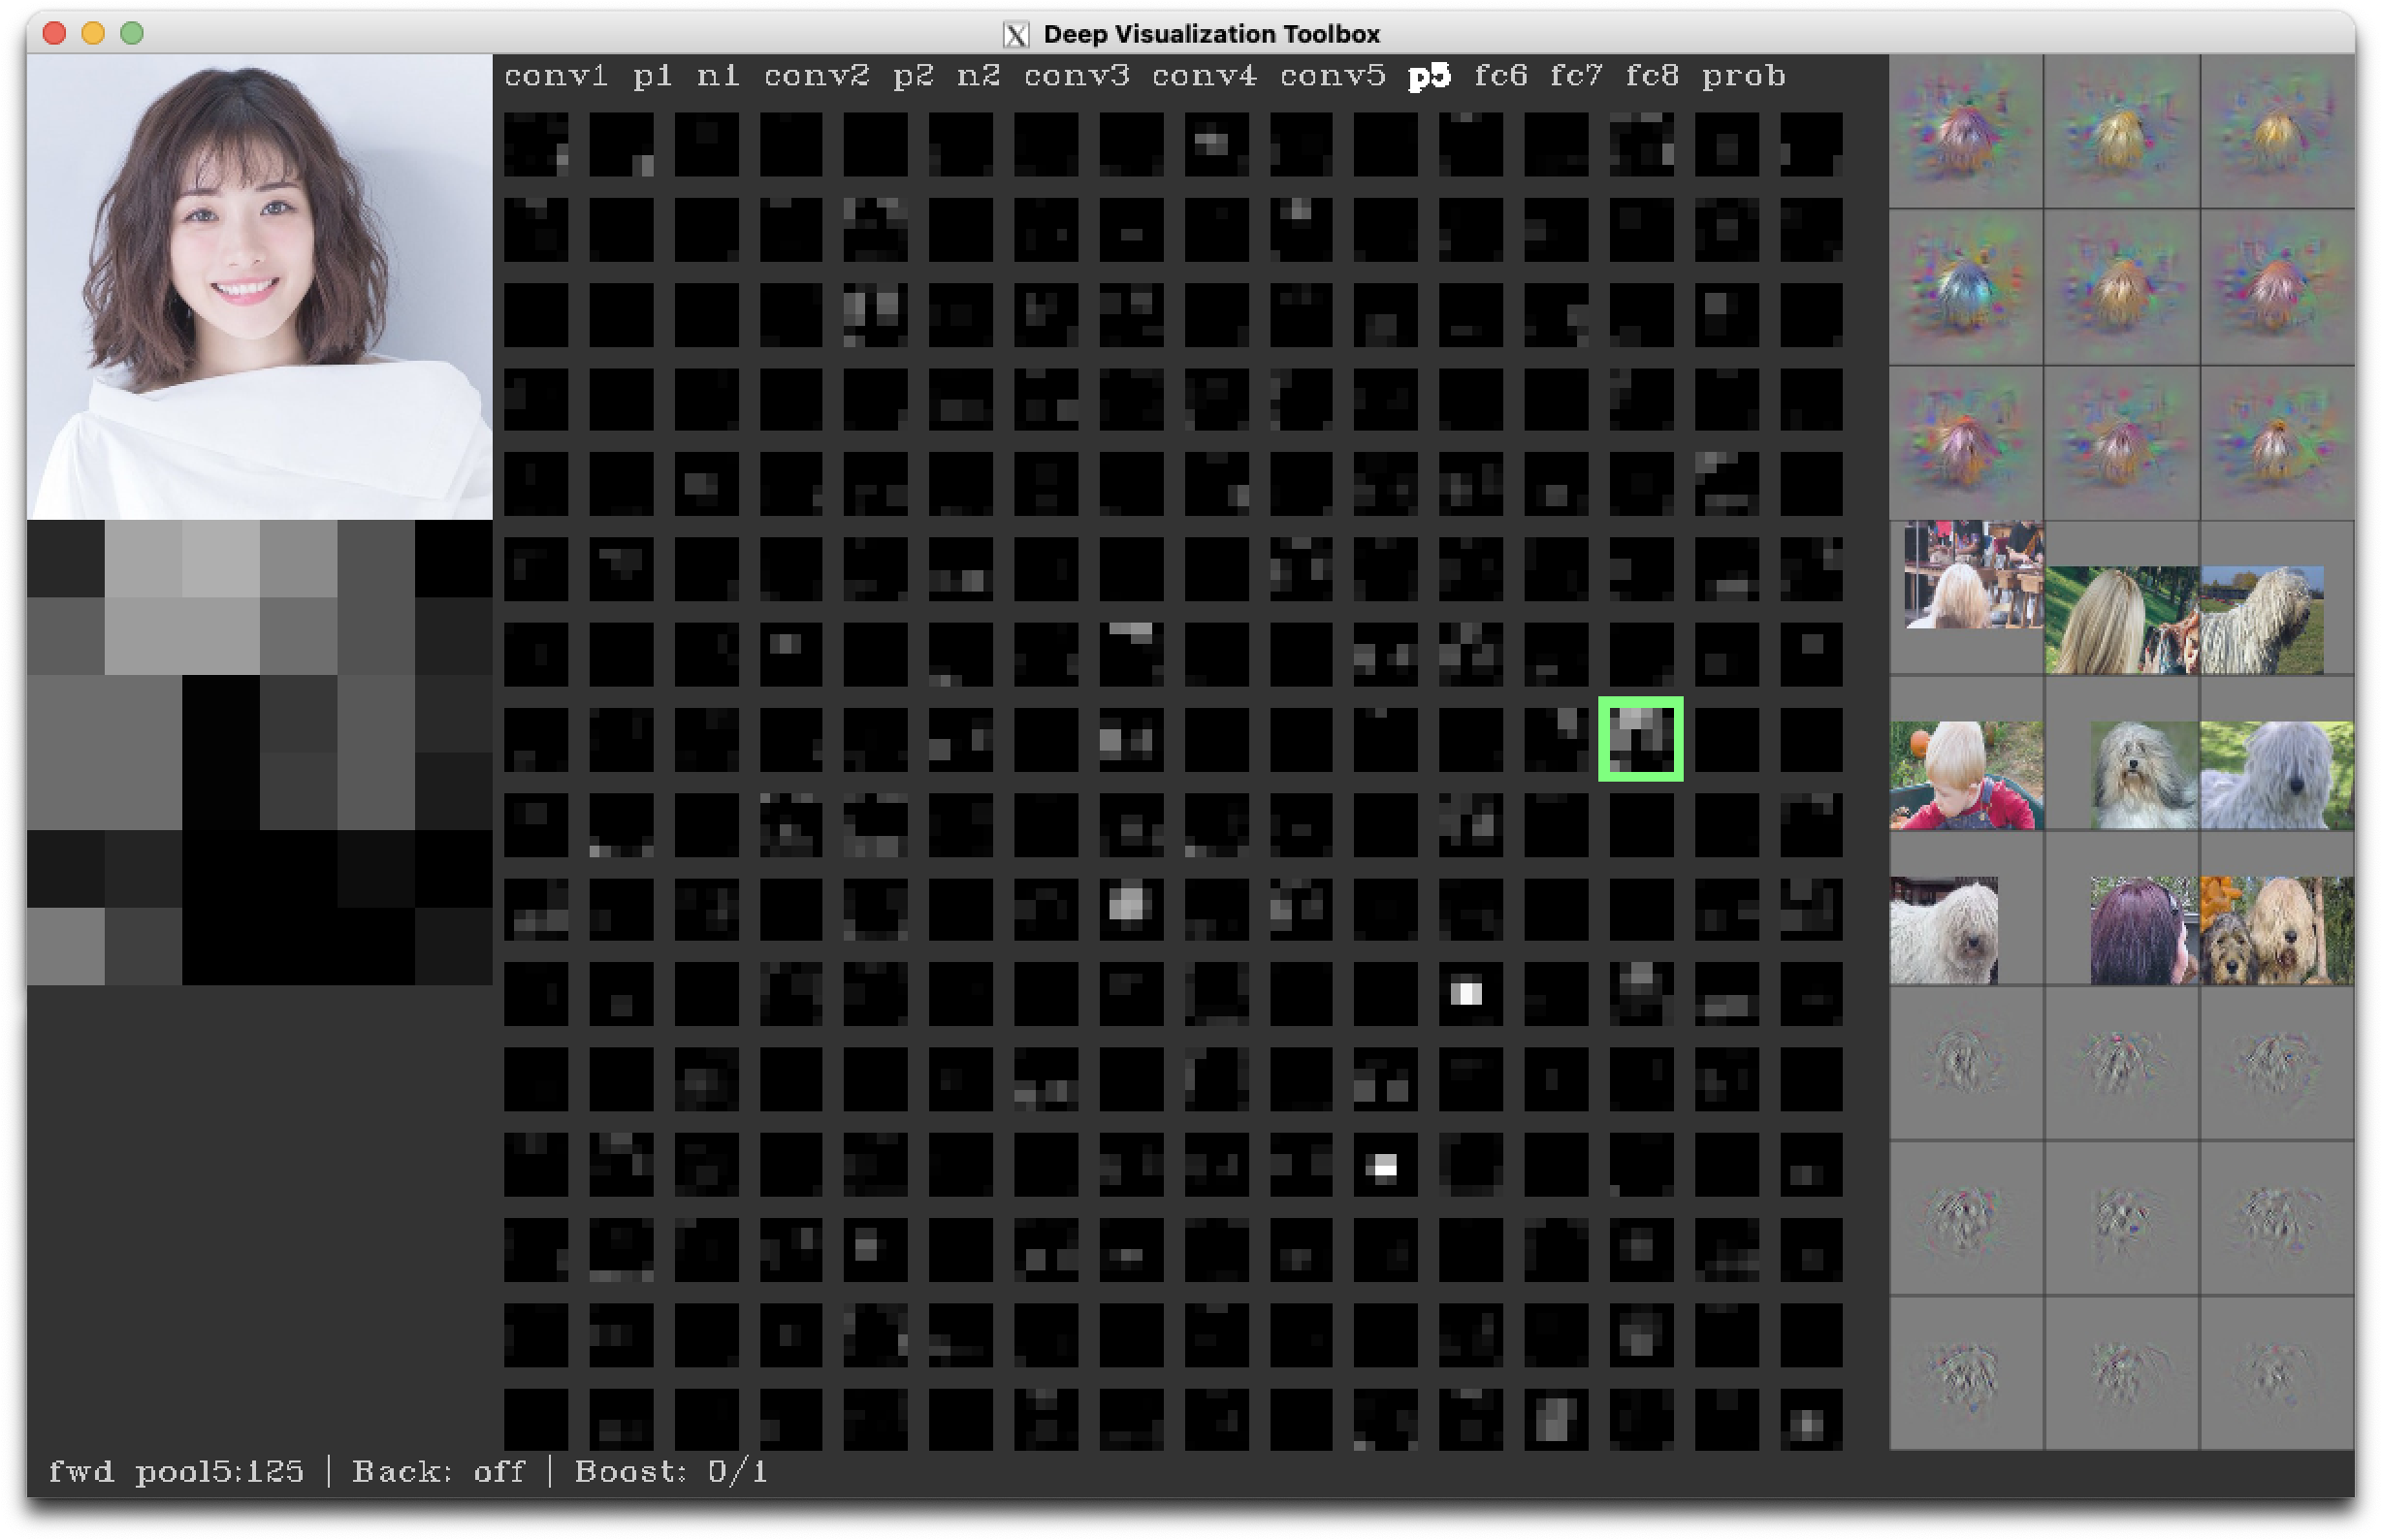 Deep Visualization Toolbox
conv1 p1 n1 conv2 p2 n2 conv3 conv4 conv5 p5 fc6 fc7 fc8 prob
fwd pool5:125 | Back: off | Boost: 0/1